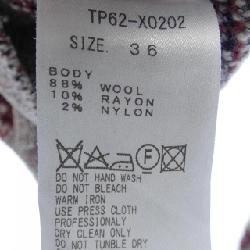 TP62-X0202
SIZE. 36
BODY
88% WOOL
10% RAYON
2% NYLON
F
DO NOT HAND WASH
DO NOT BLEACH
WARM IRON
USE PRESS CLOTH
PROFESSIONALLY
DRY CLEAN ONLY
DO NOT TUMBLE DRY